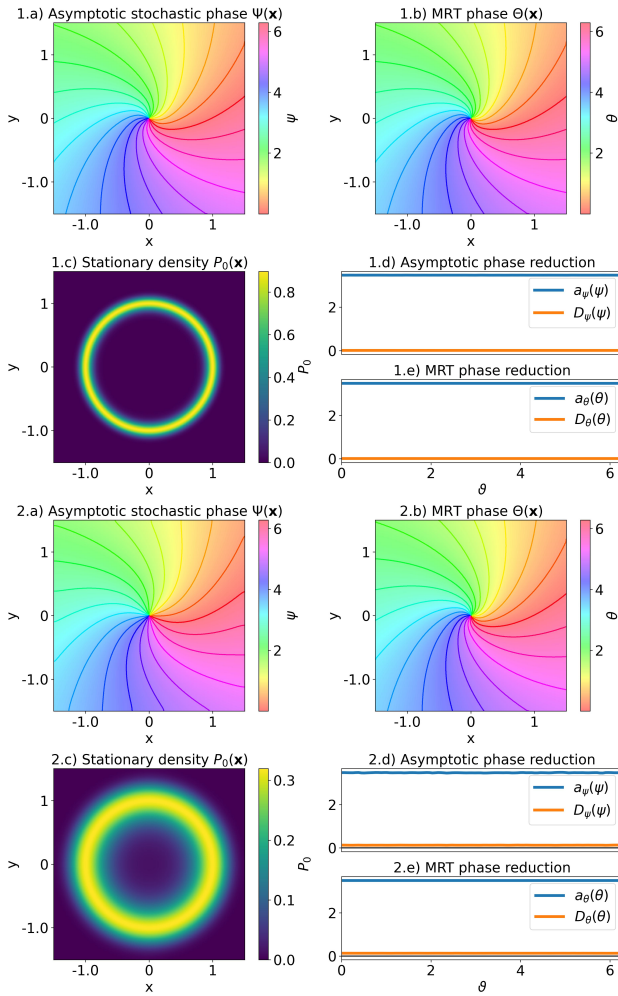 1.a) Asymptotic stochastic phase Ψ(𝐱)
1
0
-1.0
y
-1.0 0 1
x
6
4
2
ψ
1.b) MRT phase Θ(𝐱)
1
0
-1.0
y
-1.0 0 1
x
6
4
2
θ
1.c) Stationary density P₀(𝐱)
1
0
-1.0
y
-1.0 0 1
x
0.8
0.6
0.4
0.2
0.0
P₀
1.d) Asymptotic phase reduction
2
0
a_ψ(ψ)
D_ψ(ψ)
1.e) MRT phase reduction
2
0
a_θ(θ)
D_θ(θ)
0 2 4 6
ϑ
2.a) Asymptotic stochastic phase Ψ(𝐱)
1
0
-1.0
y
-1.0 0 1
x
6
4
2
ψ
2.b) MRT phase Θ(𝐱)
1
0
-1.0
y
-1.0 0 1
x
6
4
2
θ
2.c) Stationary density P₀(𝐱)
1
0
-1.0
y
-1.0 0 1
x
0.3
0.2
0.1
0.0
P₀
2.d) Asymptotic phase reduction
2
0
a_ψ(ψ)
D_ψ(ψ)
2.e) MRT phase reduction
2
0
a_θ(θ)
D_θ(θ)
0 2 4 6
ϑ